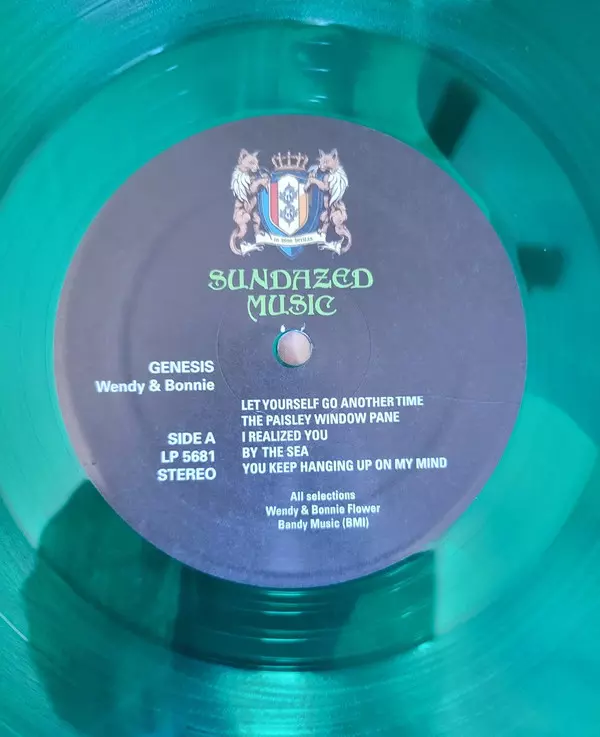 SUNDAZED
MUSIC
GENESIS
Wendy & Bonnie
SIDE A
LP 5681
STEREO
LET YOURSELF GO ANOTHER TIME
THE PAISLEY WINDOW PANE
I REALIZED YOU
BY THE SEA
YOU KEEP HANGING UP ON MY MIND
All selections
Wendy & Bonnie Flower
Bandy Music (BMI)